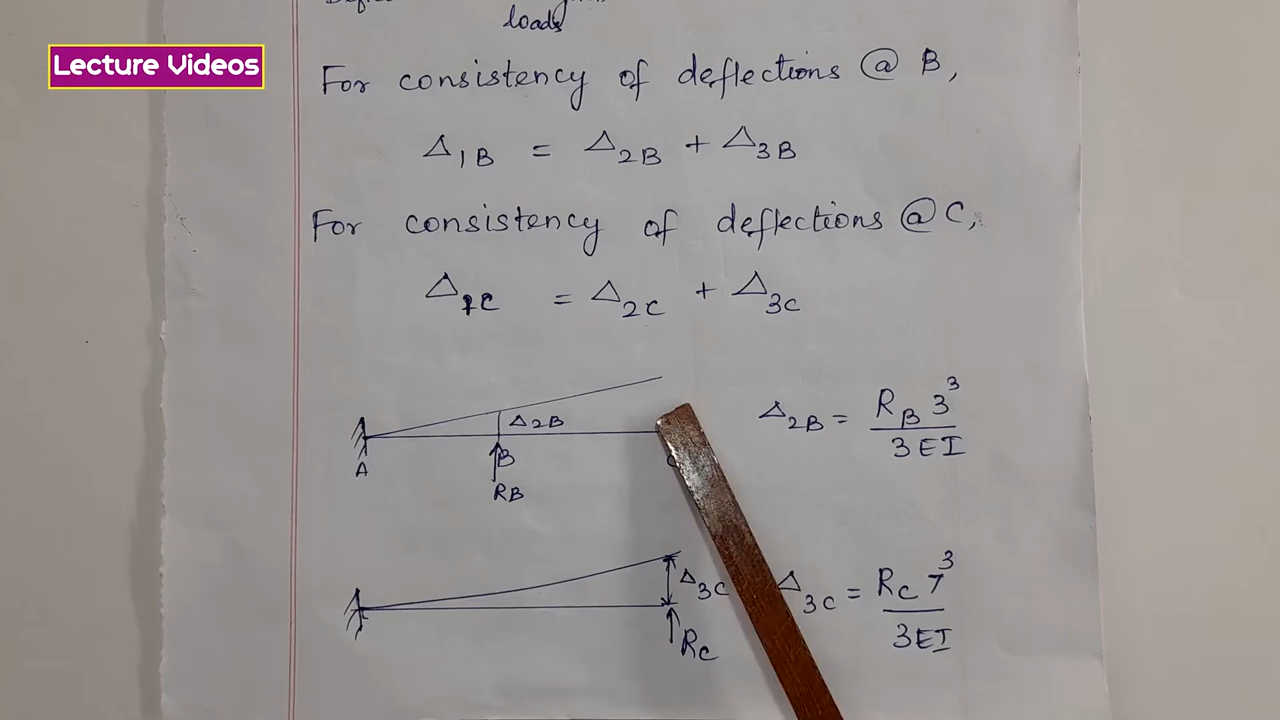 loads
Lecture Videos
For consistency of deflections @ B,
Δ1B = Δ2B + Δ3B
For consistency of deflections @ C,
Δ1C = Δ2C + Δ3C
Δ2B
A
B
RB
Δ2B = RB 3³ / 3EI
Δ3C
RC
Δ3C = RC 7³ / 3EI